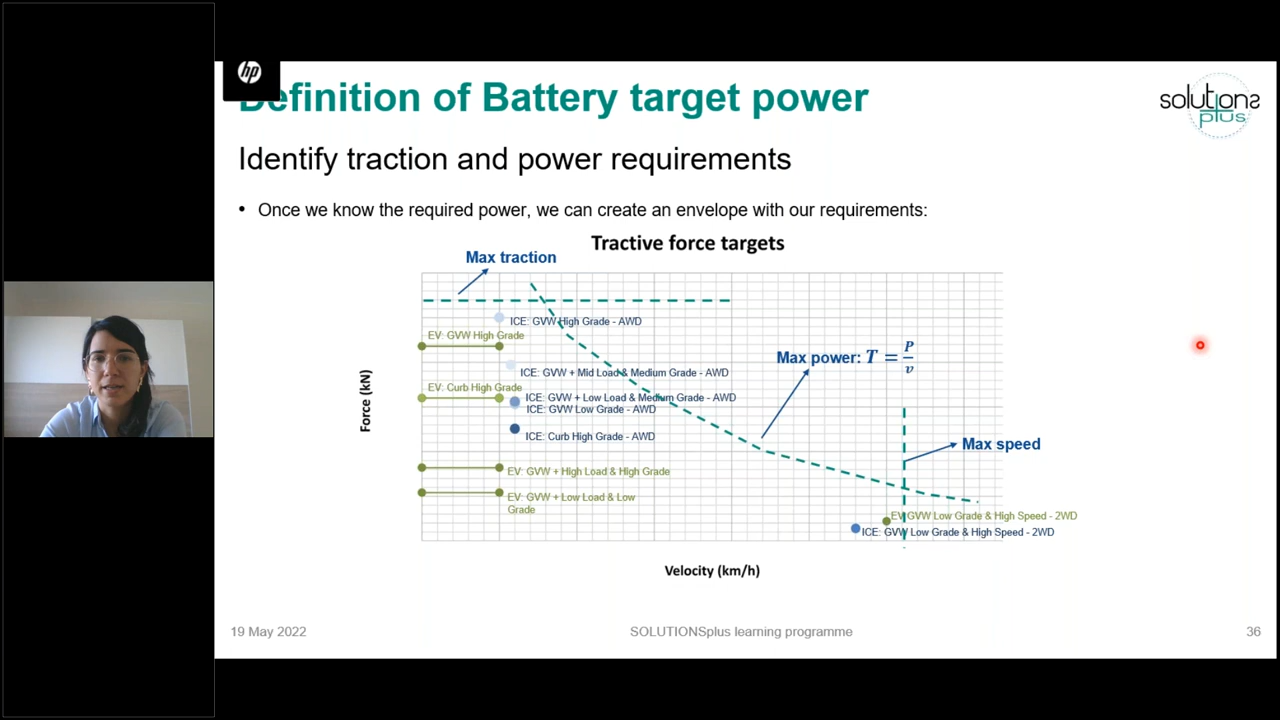 hp
Definition of Battery target power
solutions
plus
Identify traction and power requirements
• Once we know the required power, we can create an envelope with our requirements:
Tractive force targets
Max traction
ICE: GVW High Grade - AWD
EV: GVW High Grade
Max power: T = P/v
ICE: GVW + Mid Load & Medium Grade - AWD
EV: Curb High Grade
ICE: GVW + Low Load & Medium Grade - AWD
ICE: GVW Low Grade - AWD
Force (kN)
ICE: Curb High Grade - AWD
Max speed
EV: GVW + High Load & High Grade
EV: GVW + Low Load & Low
Grade
EV GVW Low Grade & High Speed - 2WD
ICE: GVW Low Grade & High Speed - 2WD
Velocity (km/h)
19 May 2022
SOLUTIONSplus learning programme
36